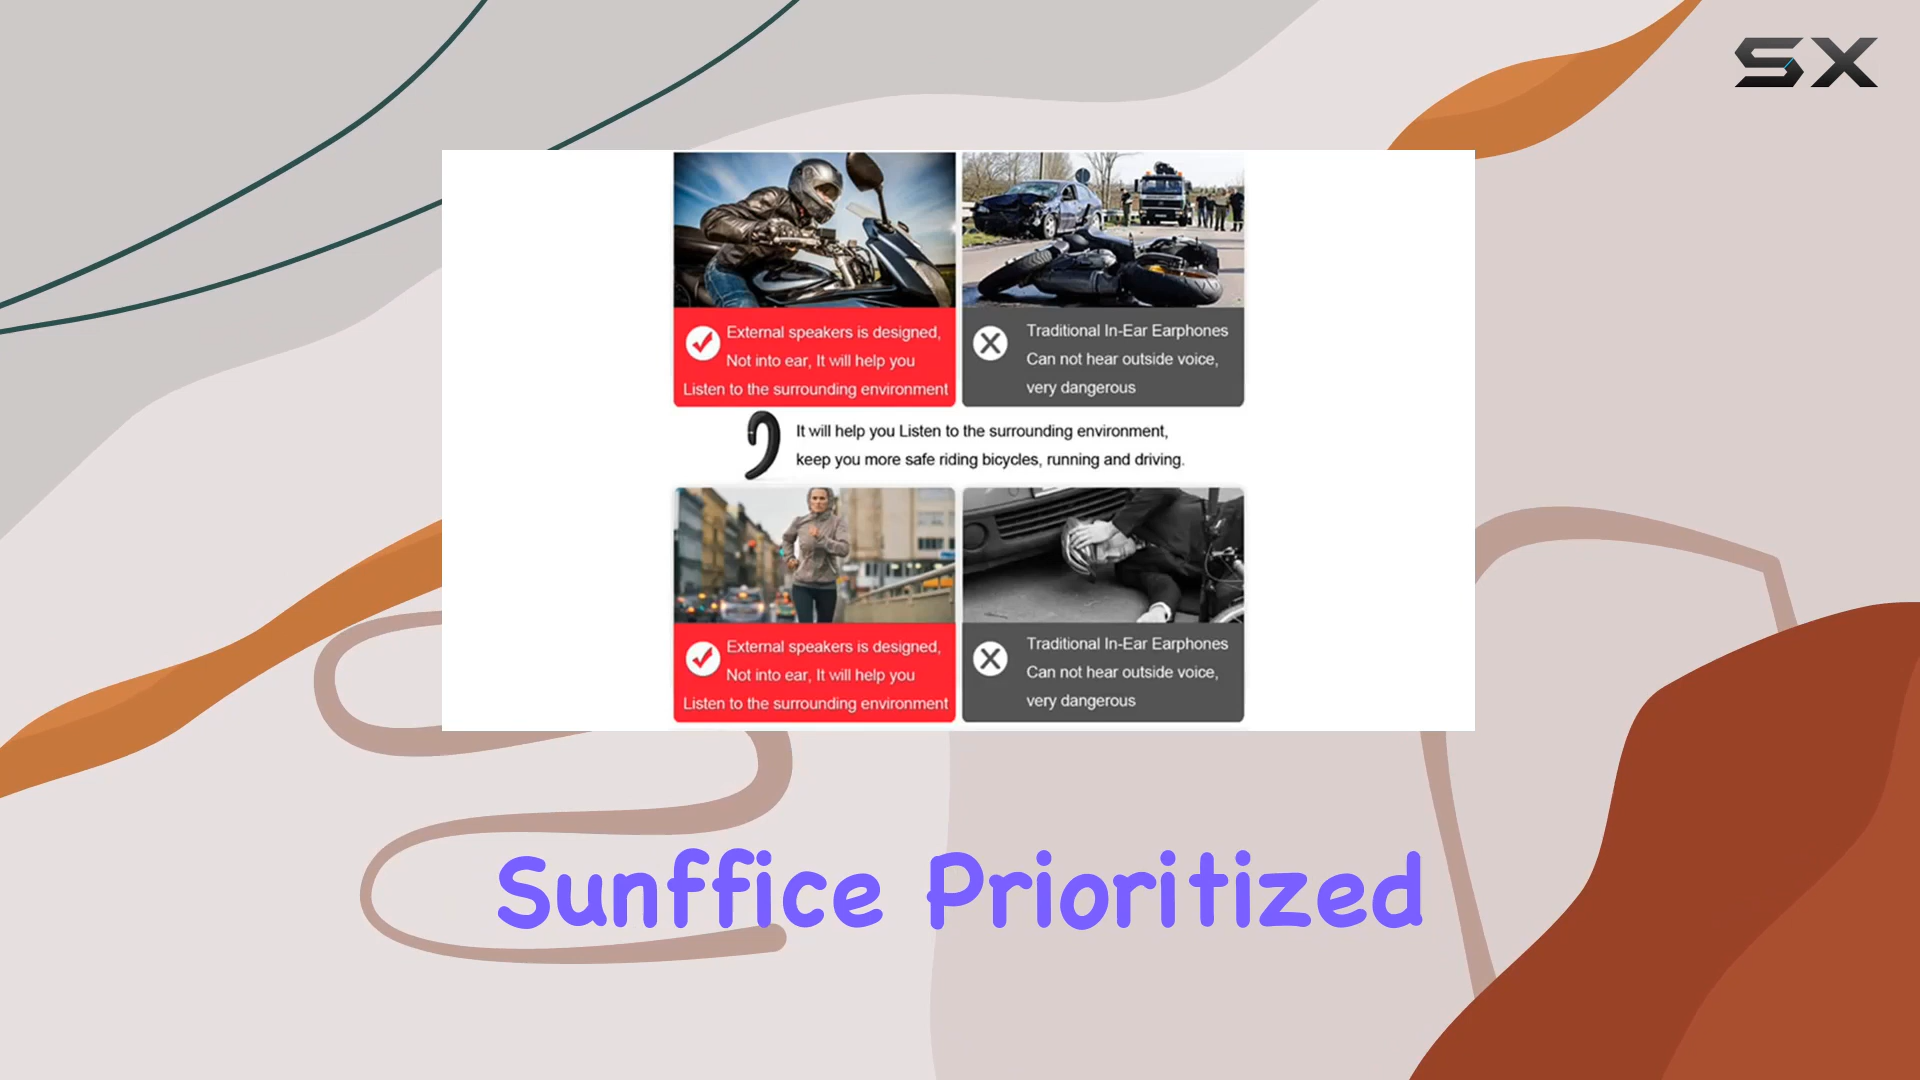 SX
External speakers is designed,
Not into ear, It will help you
Listen to the surrounding environment
Traditional In-Ear Earphones
Can not hear outside voice,
very dangerous
It will help you Listen to the surrounding environment,
keep you more safe riding bicycles, running and driving.
External speakers is designed,
Not into ear, It will help you
Listen to the surrounding environment
Traditional In-Ear Earphones
Can not hear outside voice,
very dangerous
Sunffice Prioritized